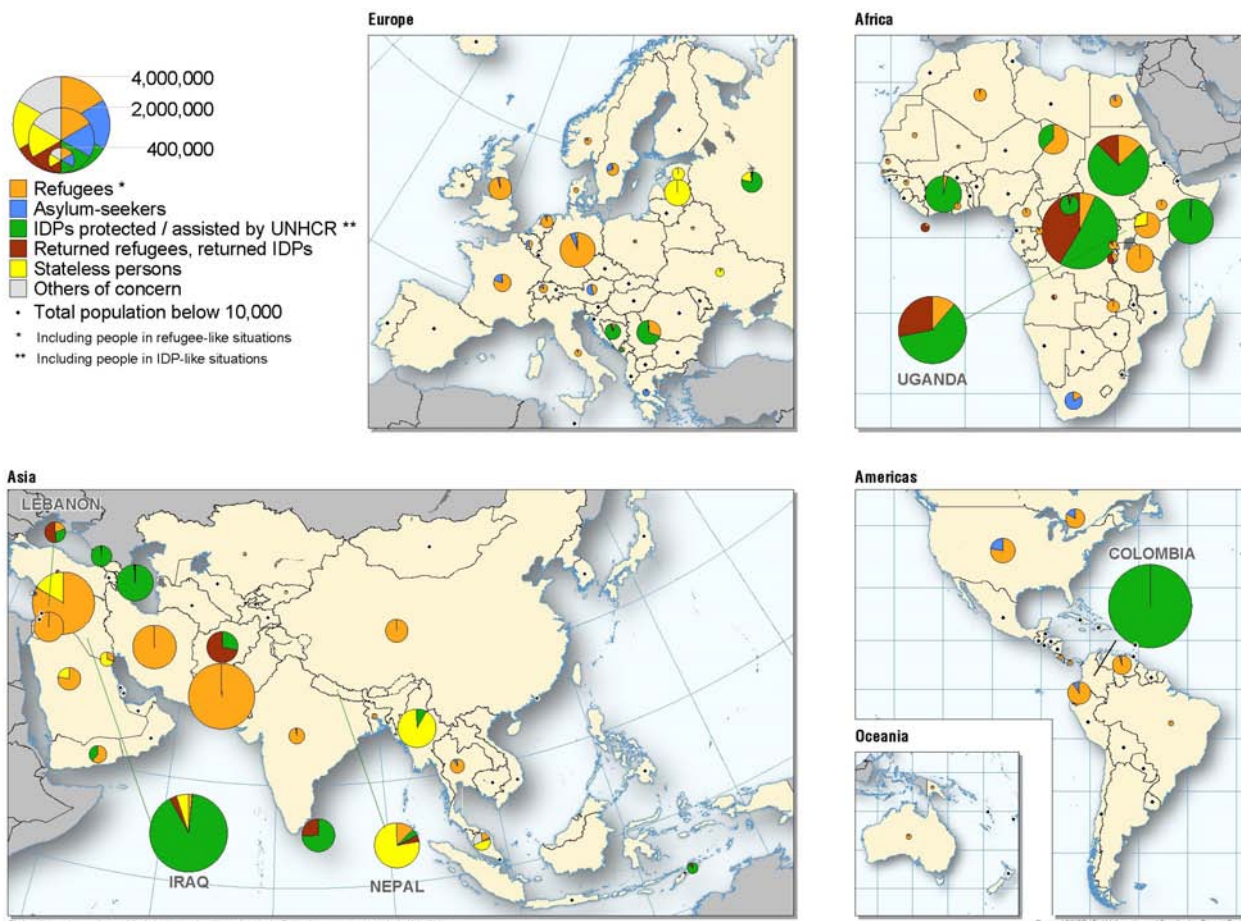 Europe
Africa
4,000,000
2,000,000
400,000
Refugees *
Asylum-seekers
IDPs protected / assisted by UNHCR **
Returned refugees, returned IDPs
Stateless persons
Others of concern
Total population below 10,000
* Including people in refugee-like situations
** Including people in IDP-like situations
UGANDA
Asia
Americas
LEBANON
COLOMBIA
Oceania
IRAQ
NEPAL